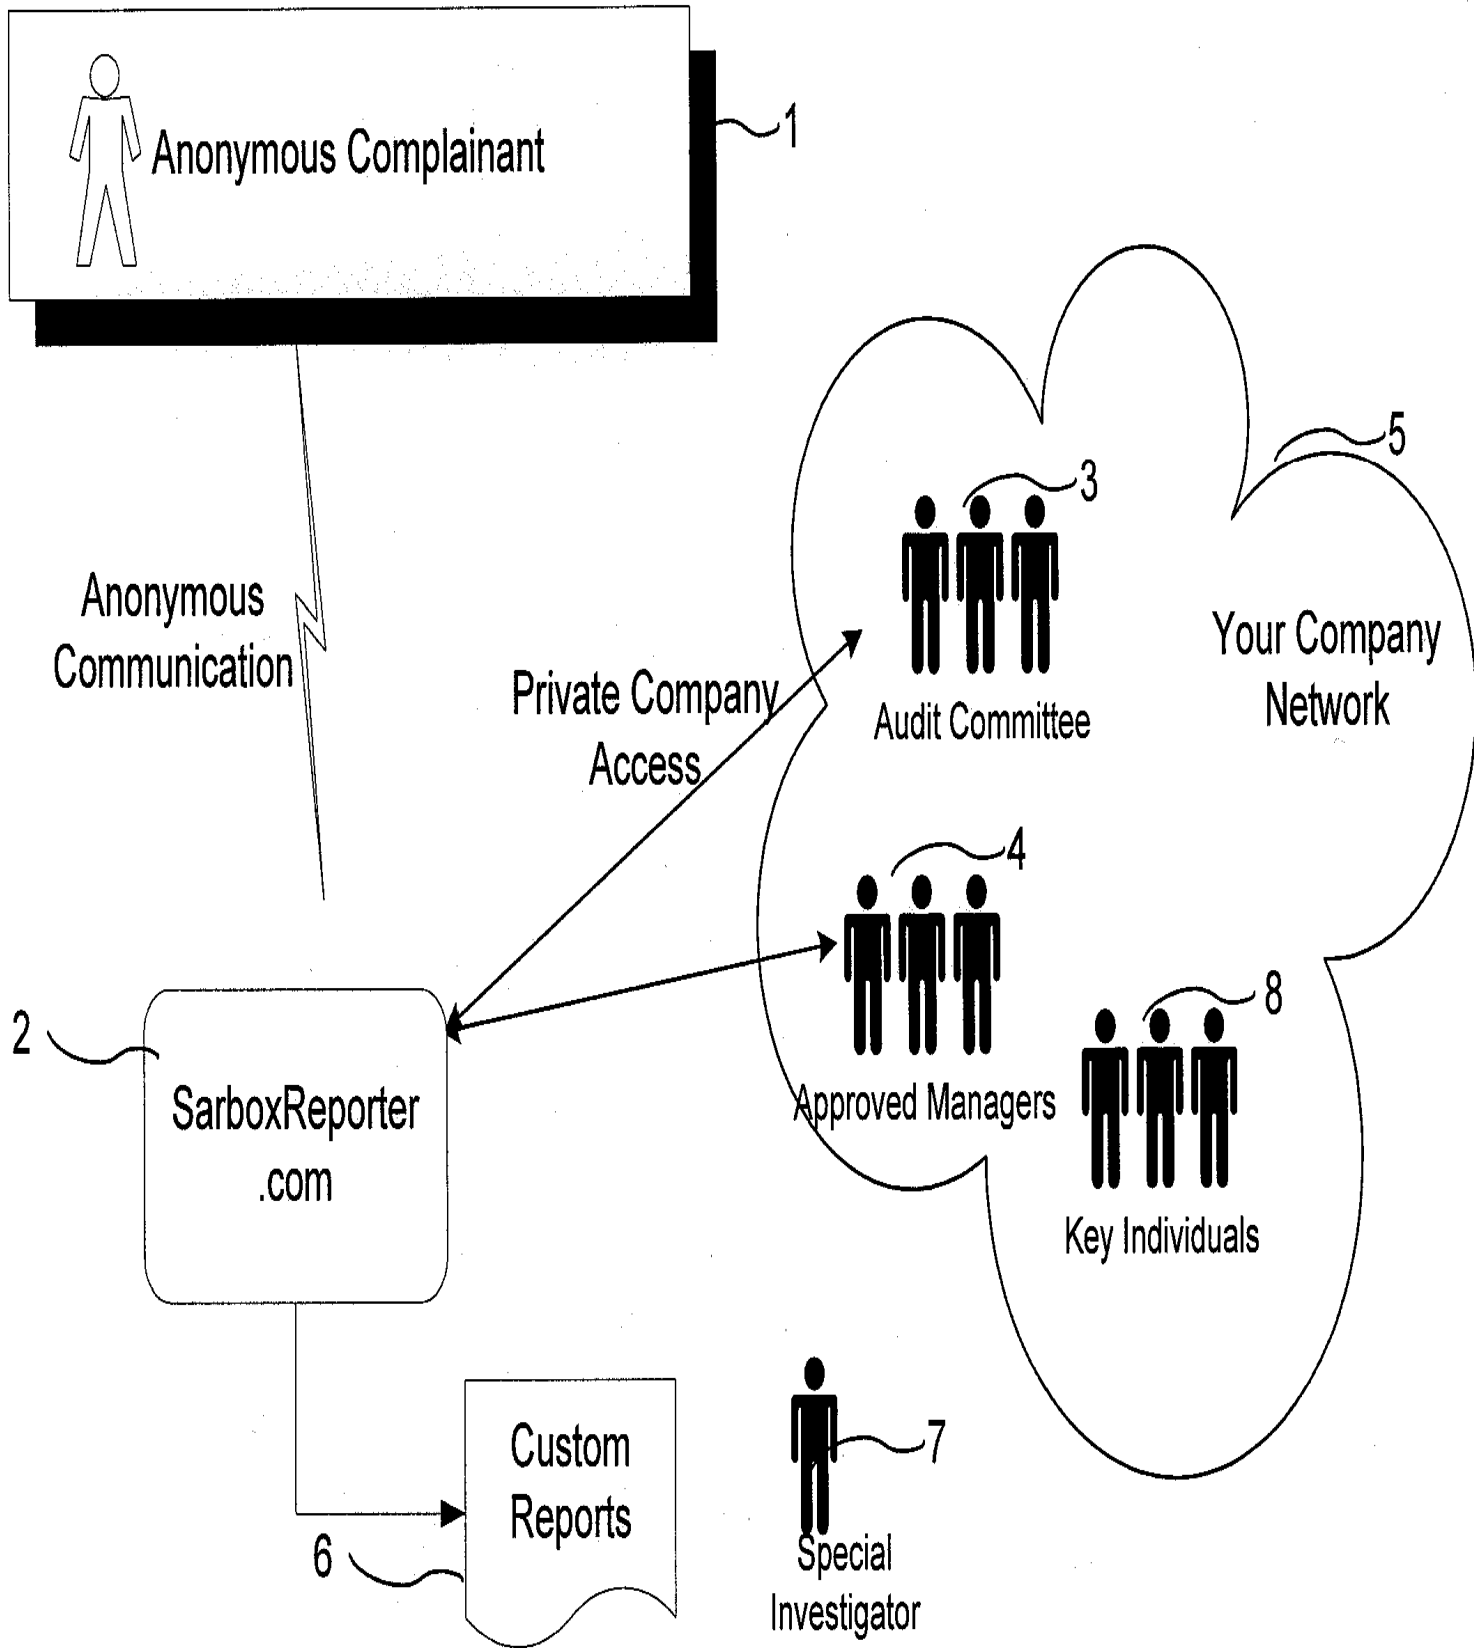 Anonymous Complainant
1
5
3
Anonymous
Communication
Your Company
Network
Private Company
Access
Audit Committee
4
8
2
SarboxReporter
.com
Approved Managers
Key Individuals
Custom
Reports
7
6
Special
Investigator